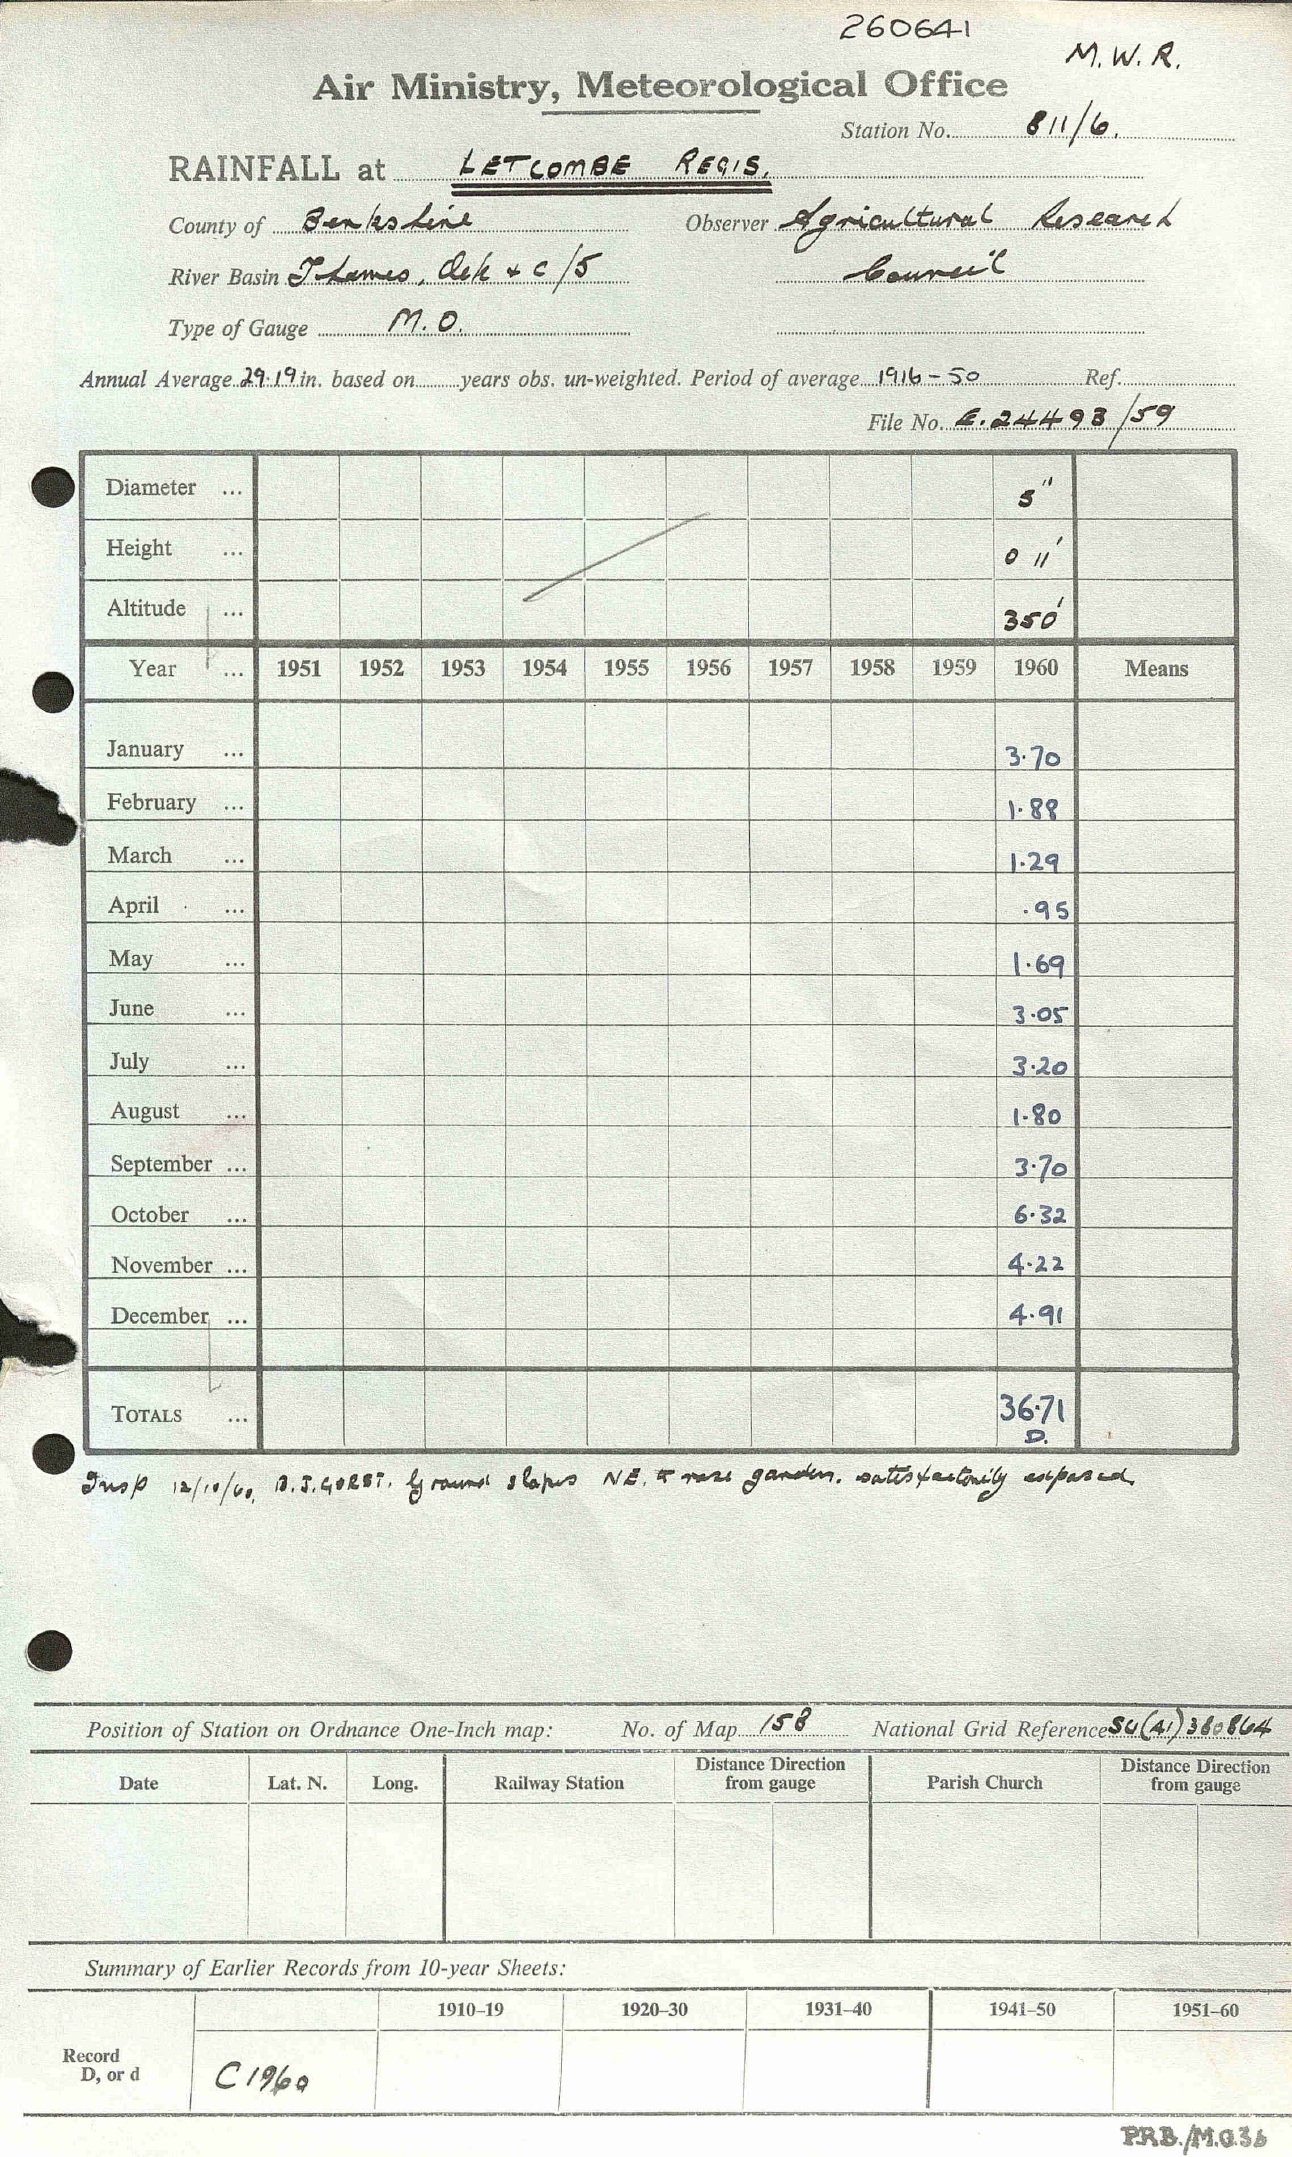 260641
M.W.R.
Air Ministry, Meteorological Office
Station No. 811/6.
RAINFALL at LETCOMBE REGIS.
County of Berkshire Observer Agricultural Research
River Basin Thames, Ock + c/5 Council
Type of Gauge M.O.
Annual Average 29.19 in. based on years obs. un-weighted. Period of average 1916-50 Ref.
File No. E.24493/59
Diameter ... 5"
Height ... 0 11'
Altitude ... 350'
Year ... 1951 1952 1953 1954 1955 1956 1957 1958 1959 1960 Means
January ... 3.70
February ... 1.88
March ... 1.29
April ... .95
May ... 1.69
June ... 3.05
July ... 3.20
August ... 1.80
September ... 3.70
October ... 6.32
November ... 4.22
December ... 4.91
TOTALS ... 36.71
D.
Insp 12/10/60. B.J.GORST. Ground slopes NE. rose garden. satisfactorily exposed.
Position of Station on Ordnance One-Inch map: No. of Map 158 National Grid Reference SU(41)380864
Date Lat. N. Long. Railway Station Distance Direction from gauge Parish Church Distance Direction from gauge
Summary of Earlier Records from 10-year Sheets:
1910-19 1920-30 1931-40 1941-50 1951-60
Record
D, or d C1960
P.R.B./M.O.36